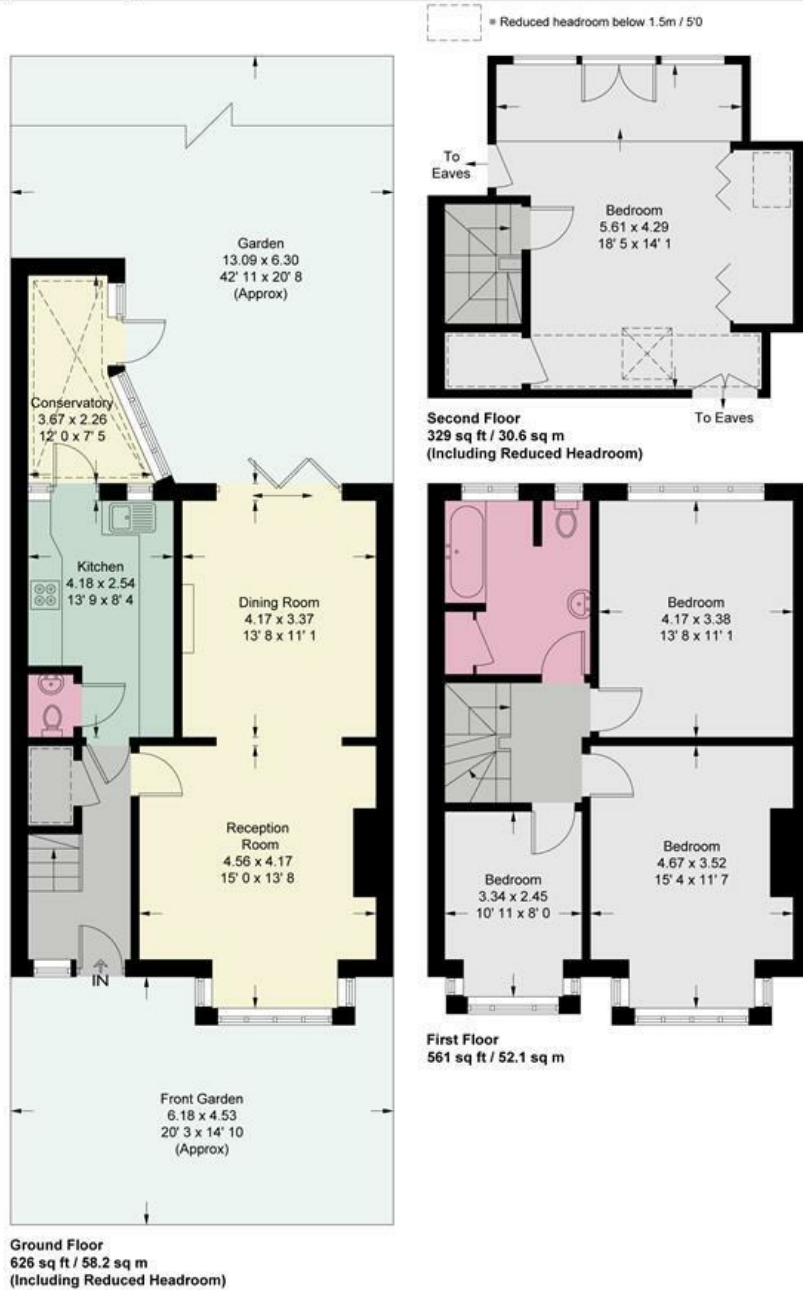 = Reduced headroom below 1.5m / 5'0
To
Eaves
Bedroom
5.61 x 4.29
18' 5 x 14' 1
To Eaves
Second Floor
329 sq ft / 30.6 sq m
(Including Reduced Headroom)
Garden
13.09 x 6.30
42' 11 x 20' 8
(Approx)
Conservatory
3.67 x 2.26
12' 0 x 7' 5
Kitchen
4.18 x 2.54
13' 9 x 8' 4
Dining Room
4.17 x 3.37
13' 8 x 11' 1
Reception
Room
4.56 x 4.17
15' 0 x 13' 8
IN
Front Garden
6.18 x 4.53
20' 3 x 14' 10
(Approx)
Ground Floor
626 sq ft / 58.2 sq m
(Including Reduced Headroom)
Bedroom
4.17 x 3.38
13' 8 x 11' 1
Bedroom
4.67 x 3.52
15' 4 x 11' 7
Bedroom
3.34 x 2.45
10' 11 x 8' 0
First Floor
561 sq ft / 52.1 sq m